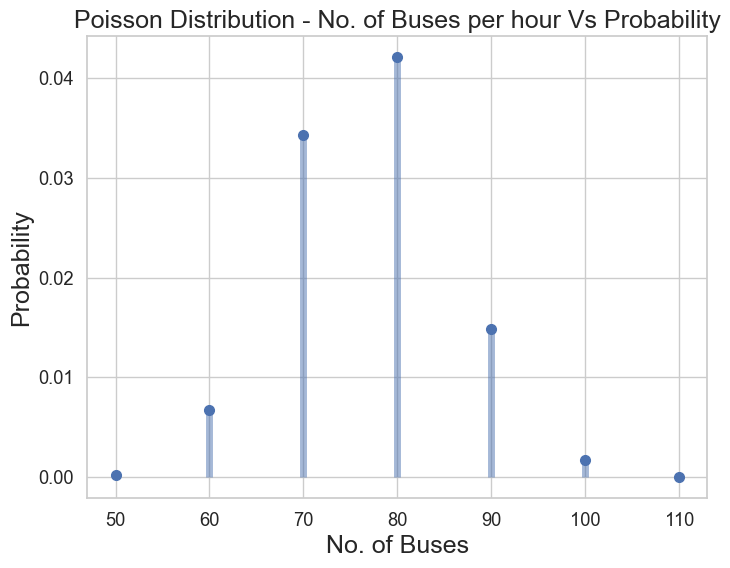 Poisson Distribution - No. of Buses per hour Vs Probability
Probability
0.04
0.03
0.02
0.01
0.00
50 60 70 80 90 100 110
No. of Buses